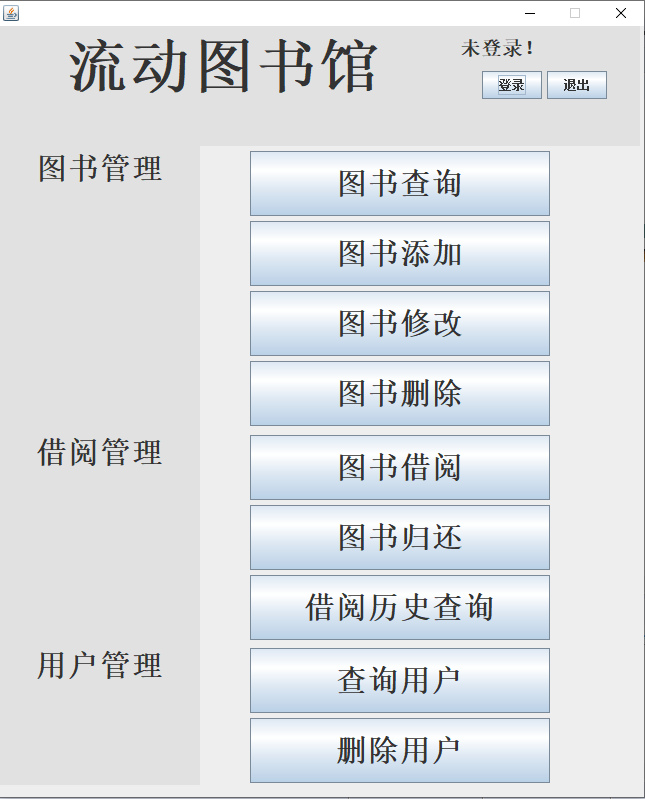 流动图书馆
未登录!
登录
退出
图书管理
图书查询
图书添加
图书修改
图书删除
借阅管理
图书借阅
图书归还
借阅历史查询
用户管理
查询用户
删除用户